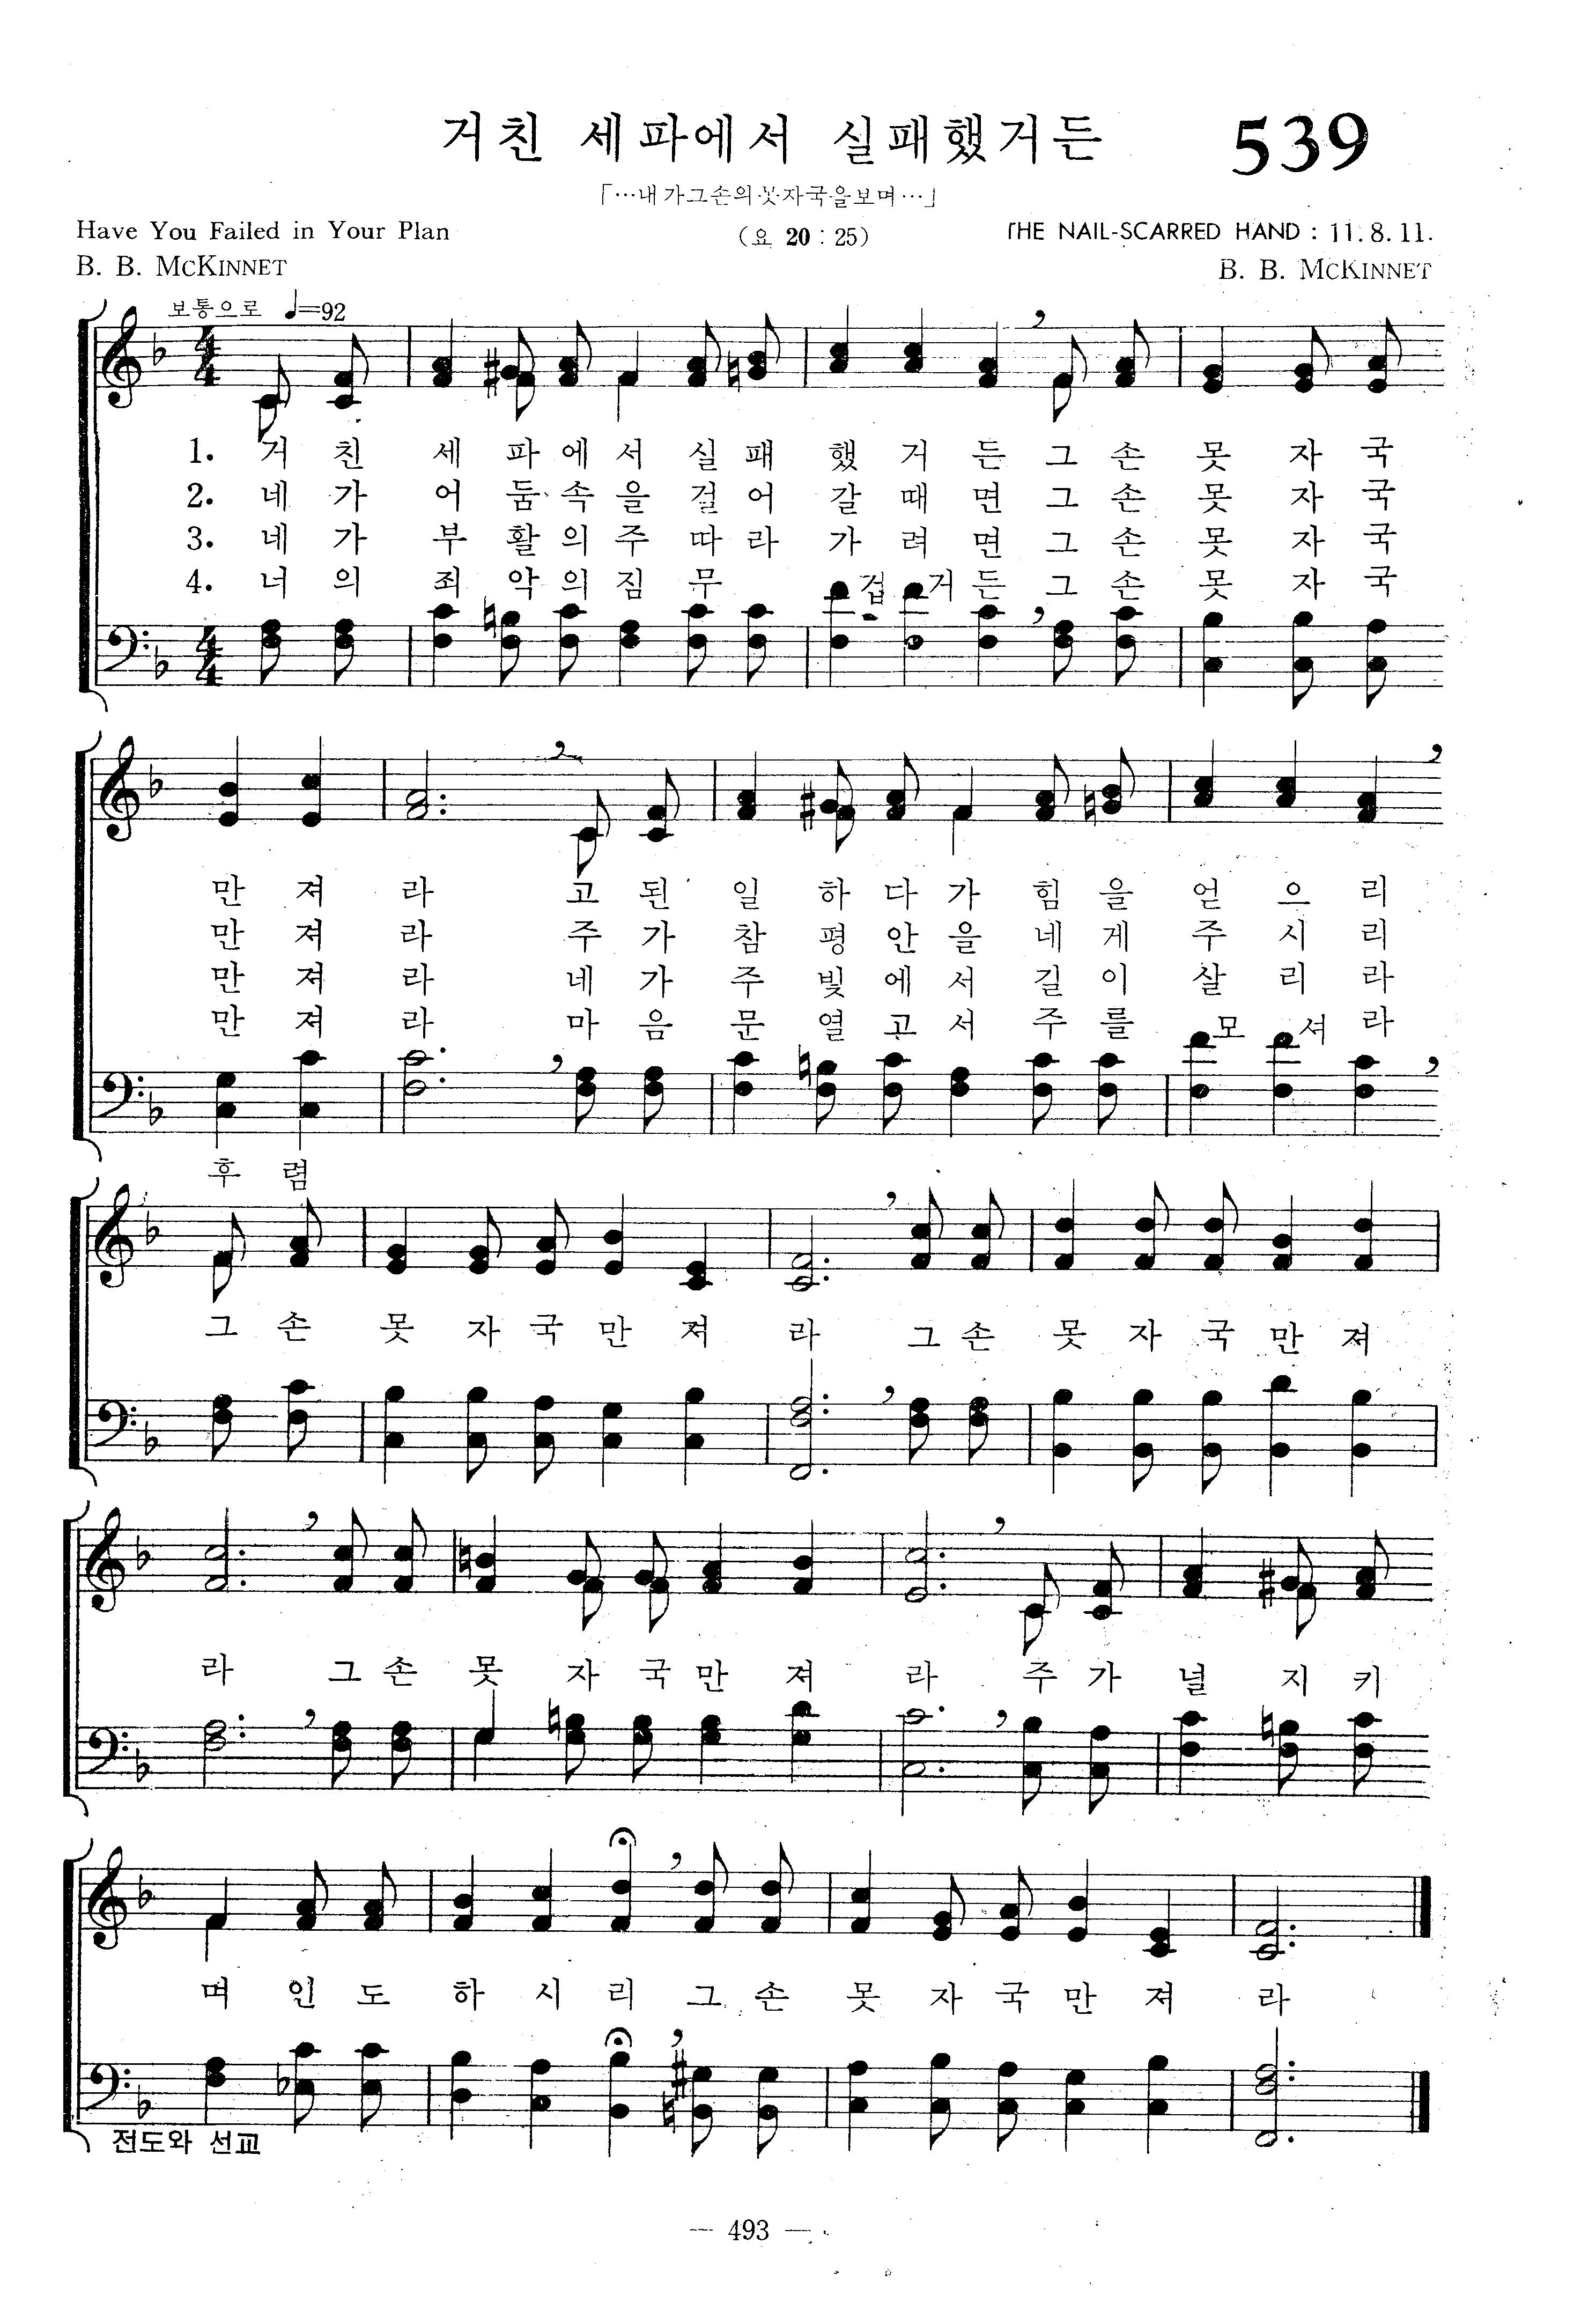 거친 세파에서 실패했거든 539
「…내가그손의못자국을보며…」
Have You Failed in Your Plan (요 20 : 25) THE NAIL-SCARRED HAND : 11. 8. 11.
B. B. MCKINNET B. B. MCKINNET
보통으로 ♩=92
1. 거 친 세 파 에 서 실 패 했 거 든 그 손 못 자 국
2. 네 가 어 둠 속 을 걸 어 갈 때 면 그 손 못 자 국
3. 네 가 부 활 의 주 따 라 가 려 면 그 손 못 자 국
4. 너 의 죄 악 의 짐 무 겁 거 든 그 손 못 자 국
만 져 라 고 된 일 하 다 가 힘 을 얻 으 리
만 져 라 주 가 참 평 안 을 네 게 주 시 리
만 져 라 네 가 주 빛 에 서 길 이 살 리 라
만 져 라 마 음 문 열 고 서 주 를 모 셔 라
후 렴
그 손 못 자 국 만 져 라 그 손 못 자 국 만 져
라 그 손 못 자 국 만 져 라 주 가 널 지 키
며 인 도 하 시 리 그 손 못 자 국 만 져 라
전도와 선교
— 493 —